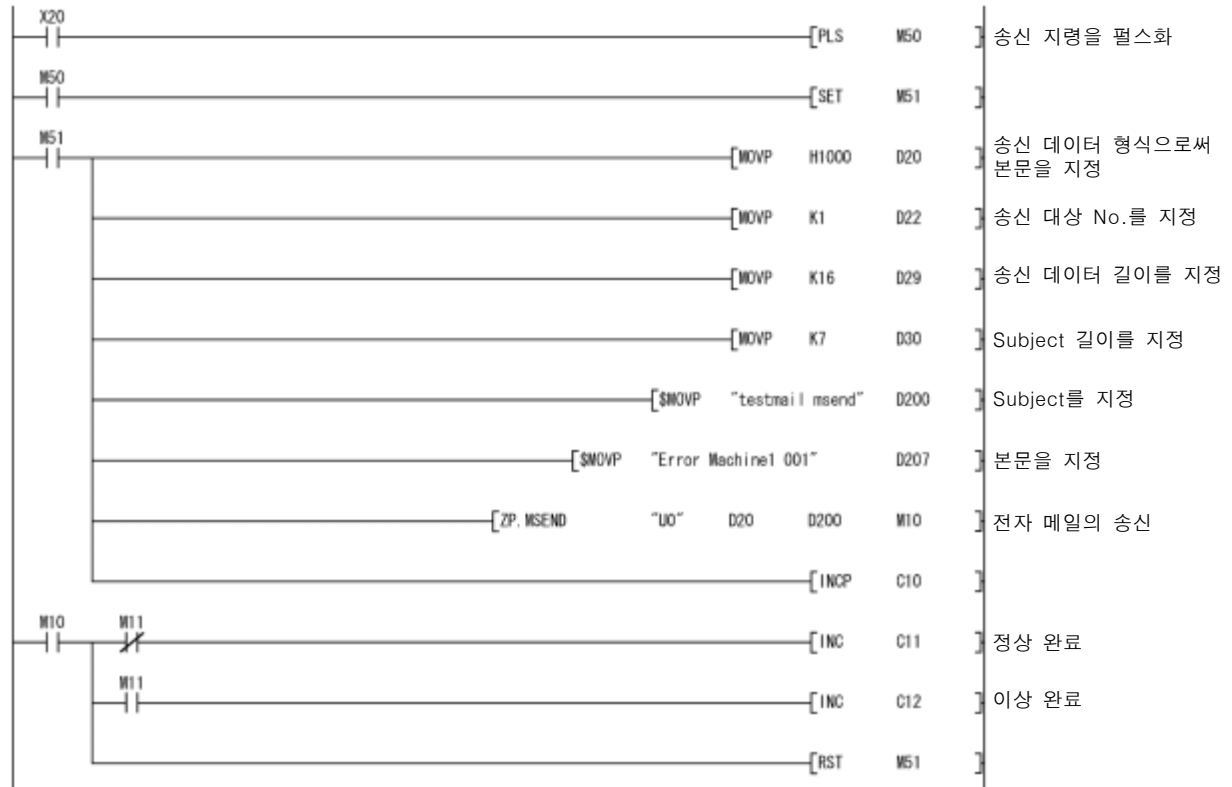 X20
[PLS M50 ] 송신 지령을 펄스화
M50
[SET M51 ]
M51
[MOVP H1000 D20 ] 송신 데이터 형식으로써
본문을 지정
[MOVP K1 D22 ] 송신 대상 No.를 지정
[MOVP K16 D29 ] 송신 데이터 길이를 지정
[MOVP K7 D30 ] Subject 길이를 지정
[$MOVP "testmail msend" D200 ] Subject를 지정
[$MOVP "Error Machine1 001" D207 ] 본문을 지정
[ZP.MSEND "U0" D20 D200 M10 ] 전자 메일의 송신
[INCP C10 ]
M10 M11
[INC C11 ] 정상 완료
M11
[INC C12 ] 이상 완료
[RST M51 ]